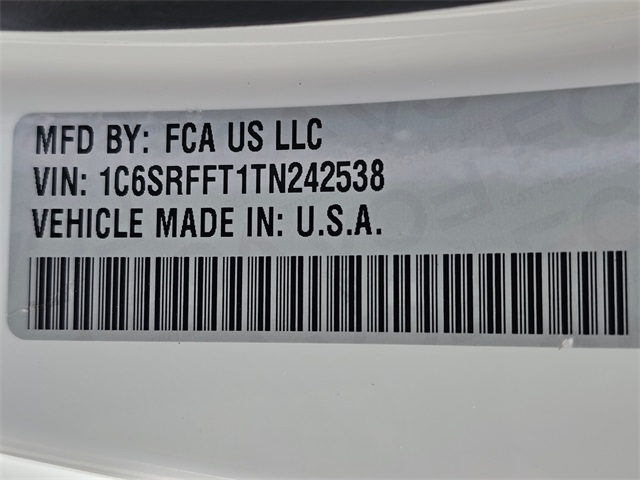 MFD BY: FCA US LLC
VIN: 1C6SRFFT1TN242538
VEHICLE MADE IN: U.S.A.